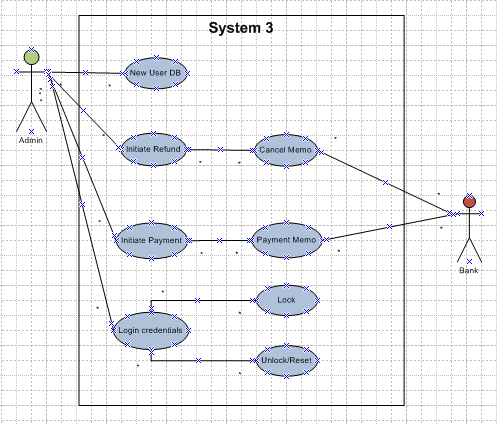 System 3
New User DB
Admin
Initiate Refund
Cancel Memo
Initiate Payment
Payment Memo
Bank
Lock
Login credentials
Unlock/Reset